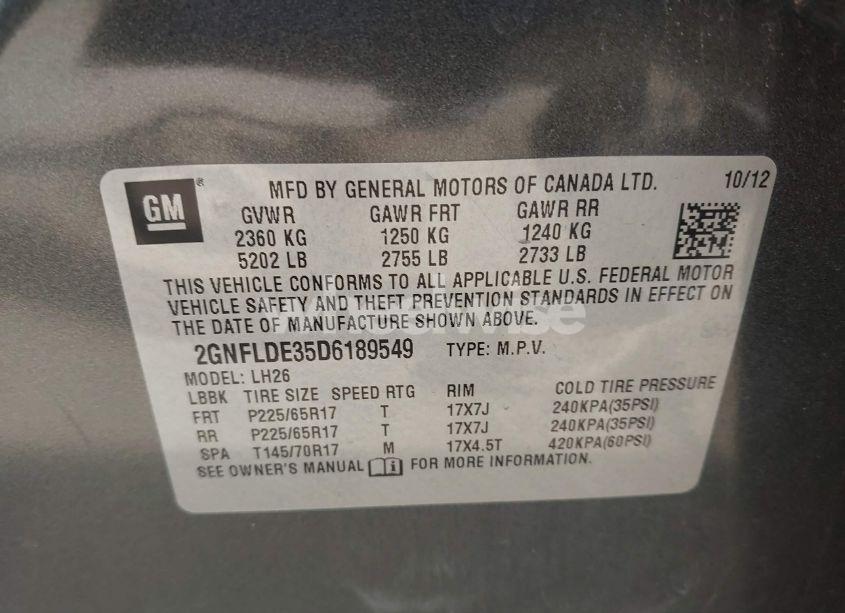 GM ® MFD BY GENERAL MOTORS OF CANADA LTD. 10/12
GVWR GAWR FRT GAWR RR
2360 KG 1250 KG 1240 KG
5202 LB 2755 LB 2733 LB
THIS VEHICLE CONFORMS TO ALL APPLICABLE U.S. FEDERAL MOTOR
VEHICLE SAFETY AND THEFT PREVENTION STANDARDS IN EFFECT ON
THE DATE OF MANUFACTURE SHOWN ABOVE.
2GNFLDE35D6189549 TYPE: M.P.V.
MODEL: LH26
LBBK TIRE SIZE SPEED RTG RIM COLD TIRE PRESSURE
FRT P225/65R17 T 17X7J 240KPA(35PSI)
RR P225/65R17 T 17X7J 240KPA(35PSI)
SPA T145/70R17 M 17X4.5T 420KPA(60PSI)
SEE OWNER'S MANUAL i FOR MORE INFORMATION.